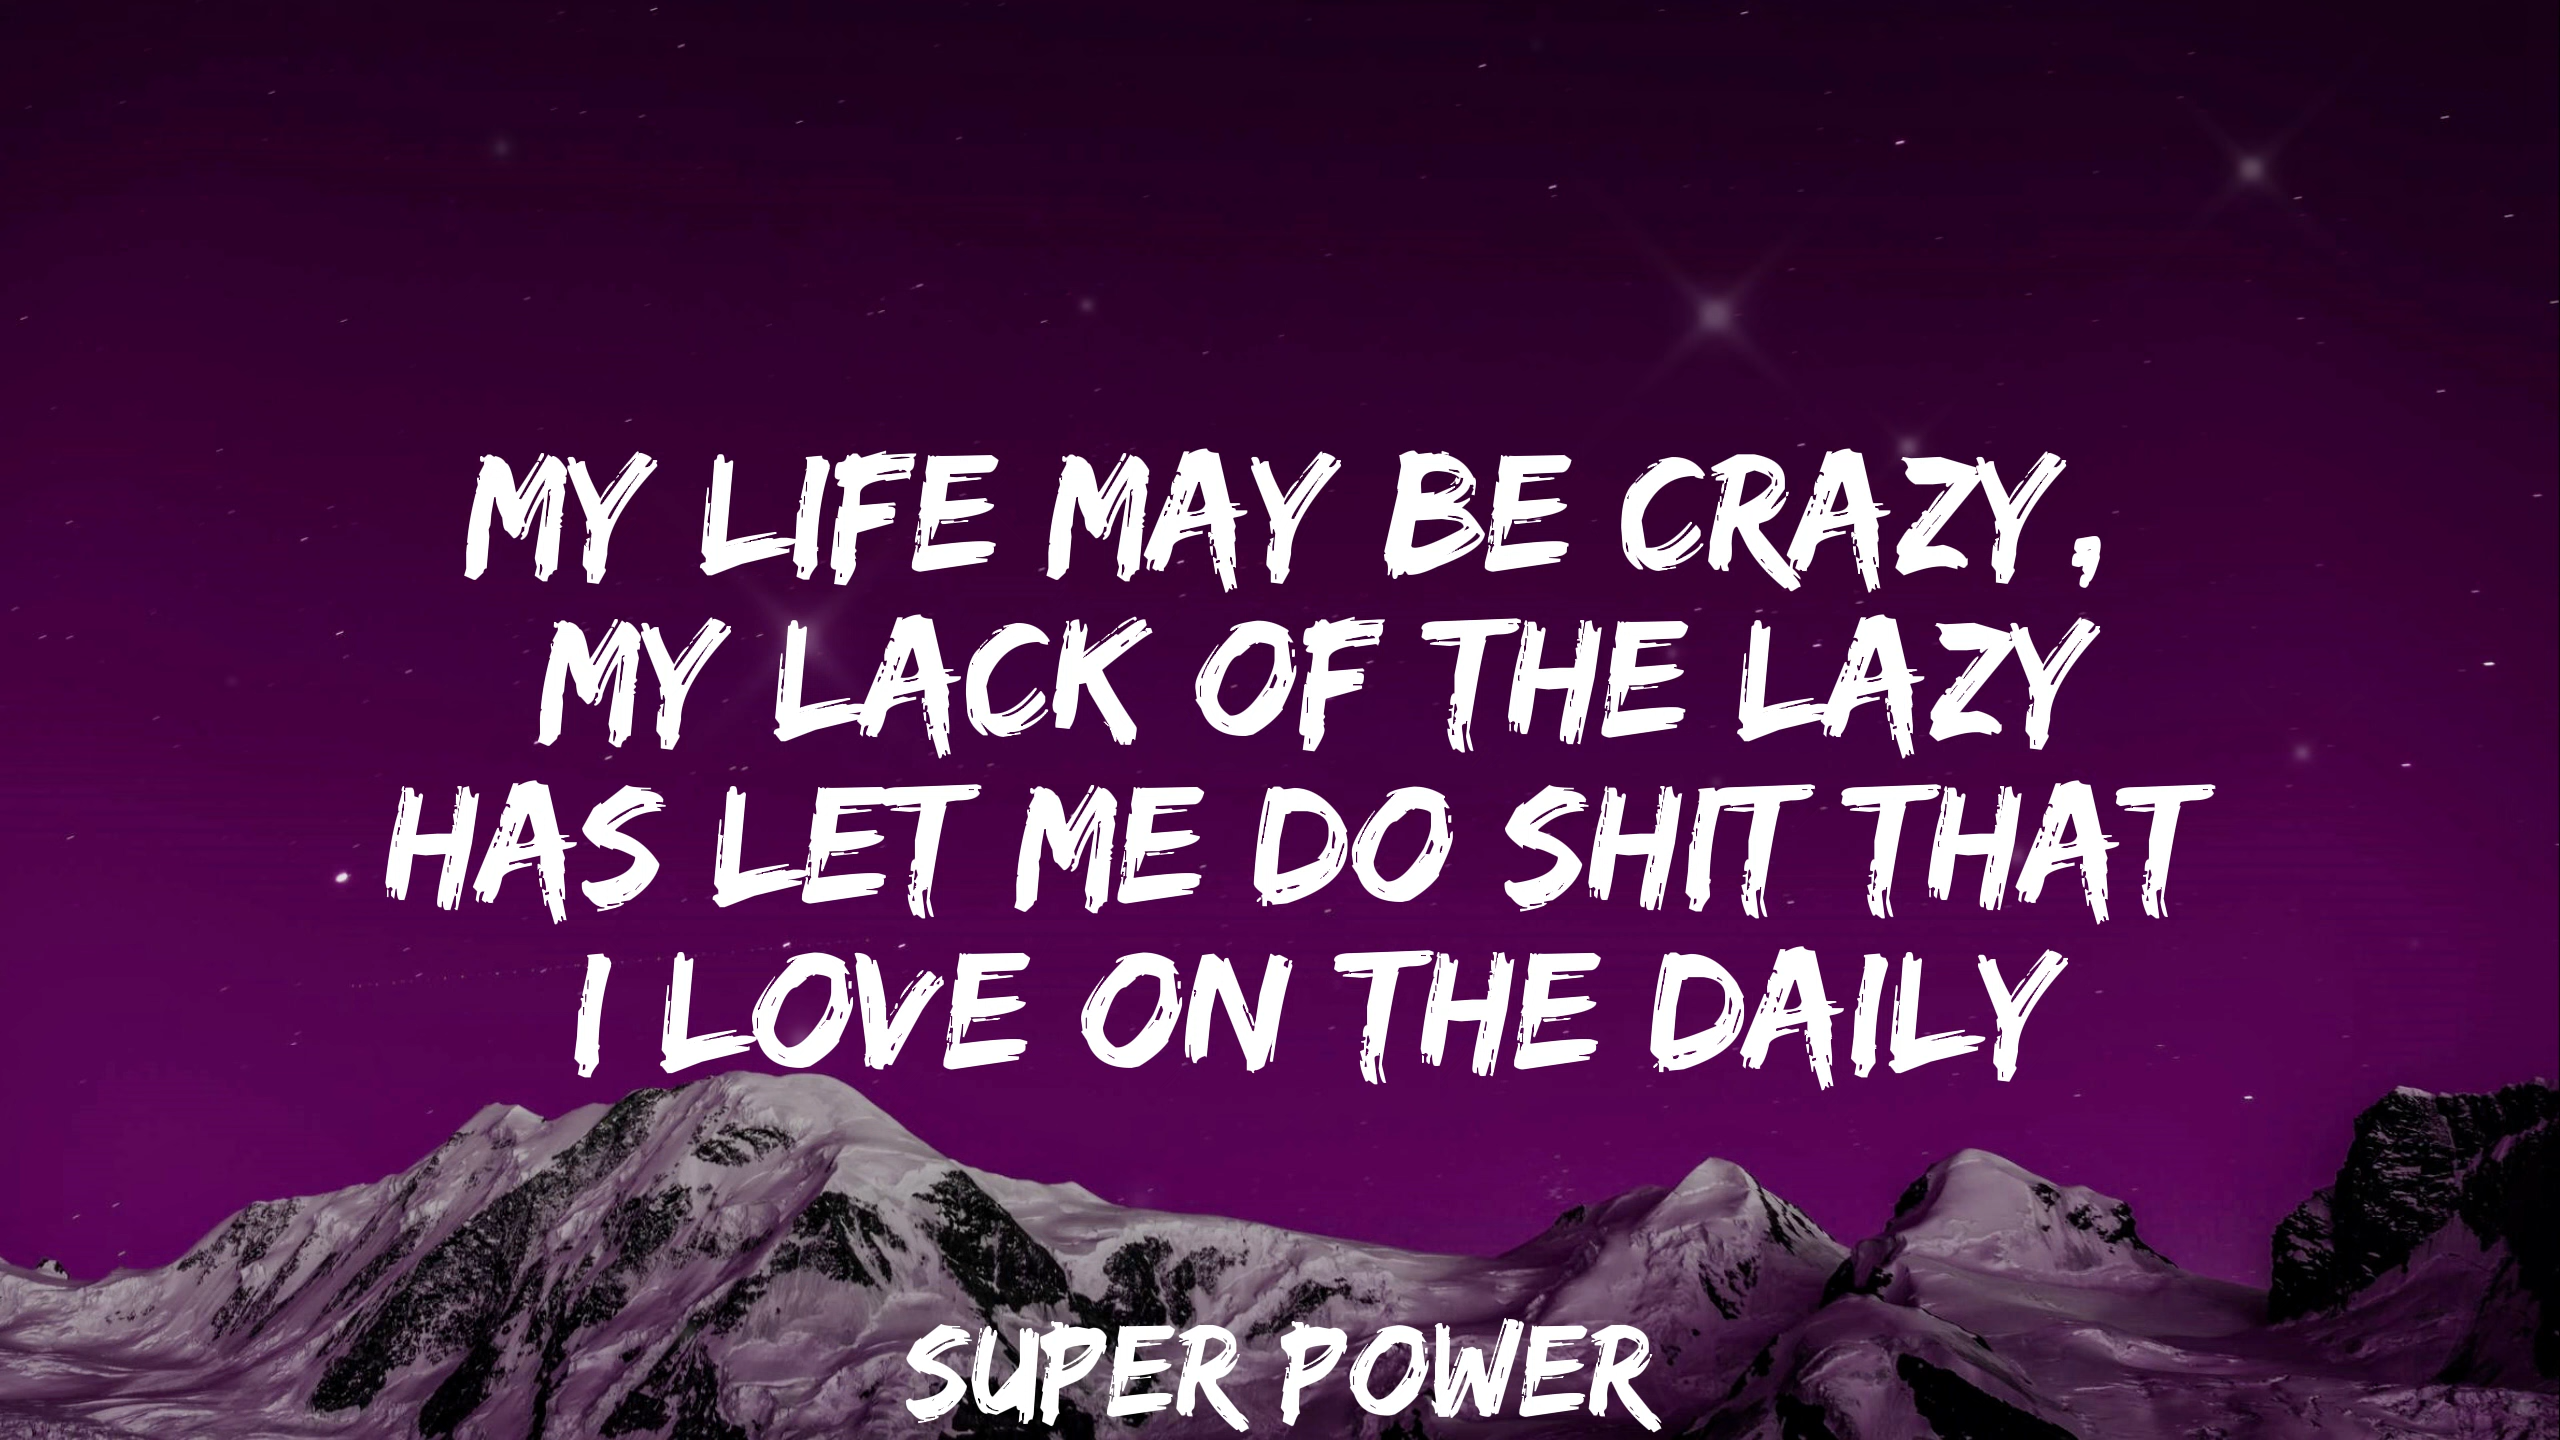 MY LIFE MAY BE CRAZY,
MY LACK OF THE LAZY
HAS LET ME DO SHIT THAT
I LOVE ON THE DAILY
SUPER POWER